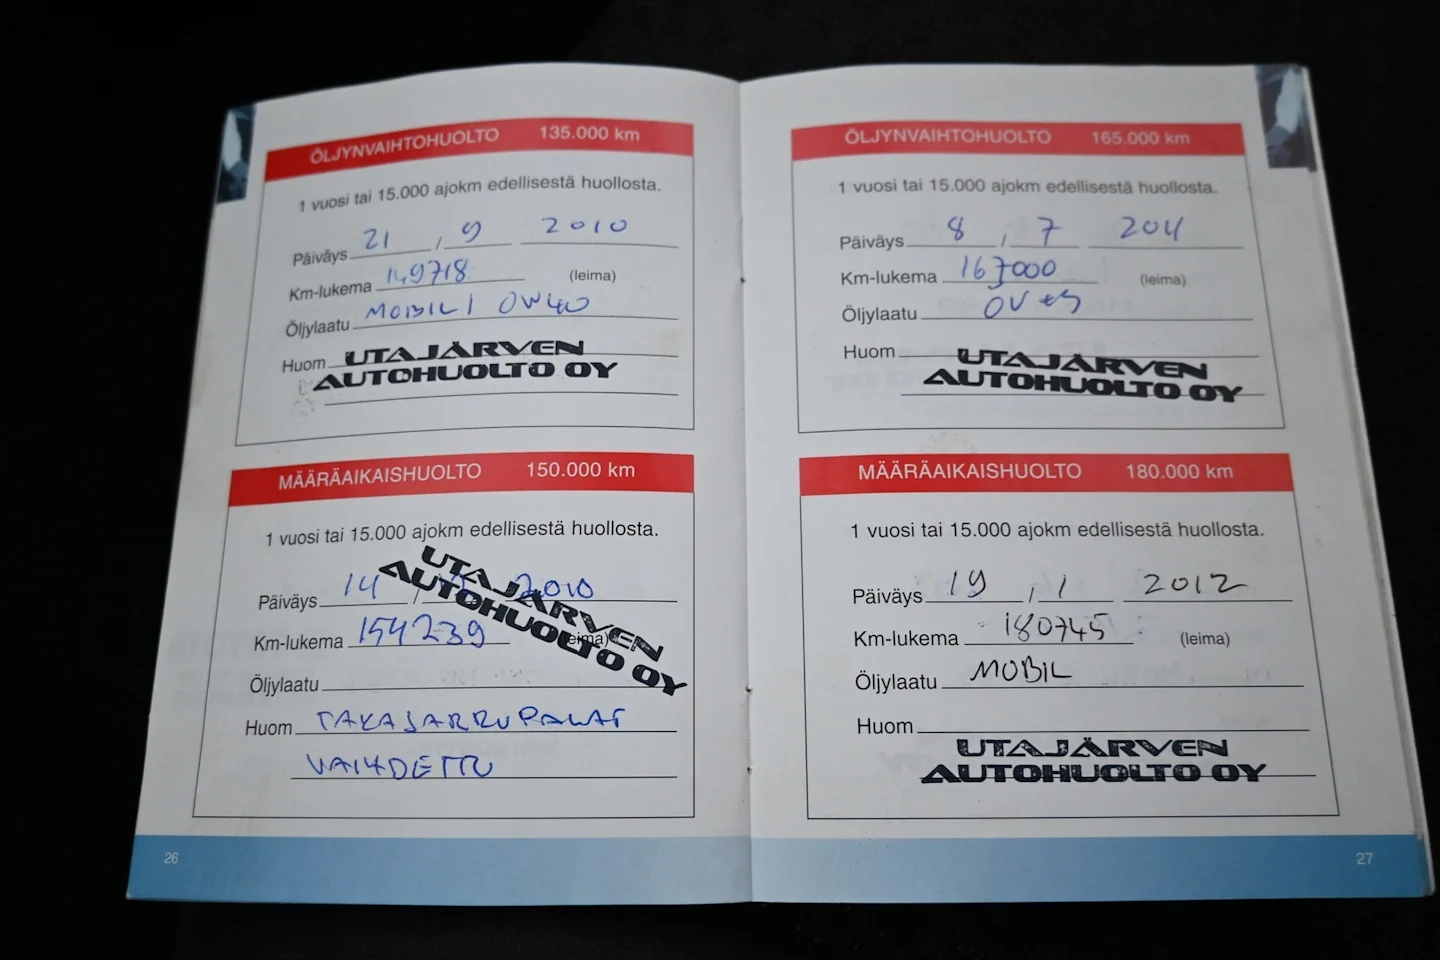 ÖLJYNVAIHTOHUOLTO 135.000 km
1 vuosi tai 15.000 ajokm edellisestä huollosta.
Päiväys 21 / 9 2010
Km-lukema 149718 (leima)
Öljylaatu MOBIL 1 0W40
Huom UTAJÄRVEN
AUTOHUOLTO OY
MÄÄRÄAIKAISHUOLTO 150.000 km
1 vuosi tai 15.000 ajokm edellisestä huollosta.
UTAJÄRVEN
AUTOHUOLTO OY
Päiväys 14 / 2010
Km-lukema 154239 (leima)
Öljylaatu
Huom TAKAJARRUPALAT
VAIHDETTU
26
ÖLJYNVAIHTOHUOLTO 165.000 km
1 vuosi tai 15.000 ajokm edellisestä huollosta.
Päiväys 8 / 7 2011
Km-lukema 167000 (leima)
Öljylaatu
Huom UTAJÄRVEN
AUTOHUOLTO OY
MÄÄRÄAIKAISHUOLTO 180.000 km
1 vuosi tai 15.000 ajokm edellisestä huollosta.
Päiväys 19 / 1 2012
Km-lukema 180745 (leima)
Öljylaatu MOBIL
Huom
UTAJÄRVEN
AUTOHUOLTO OY
27